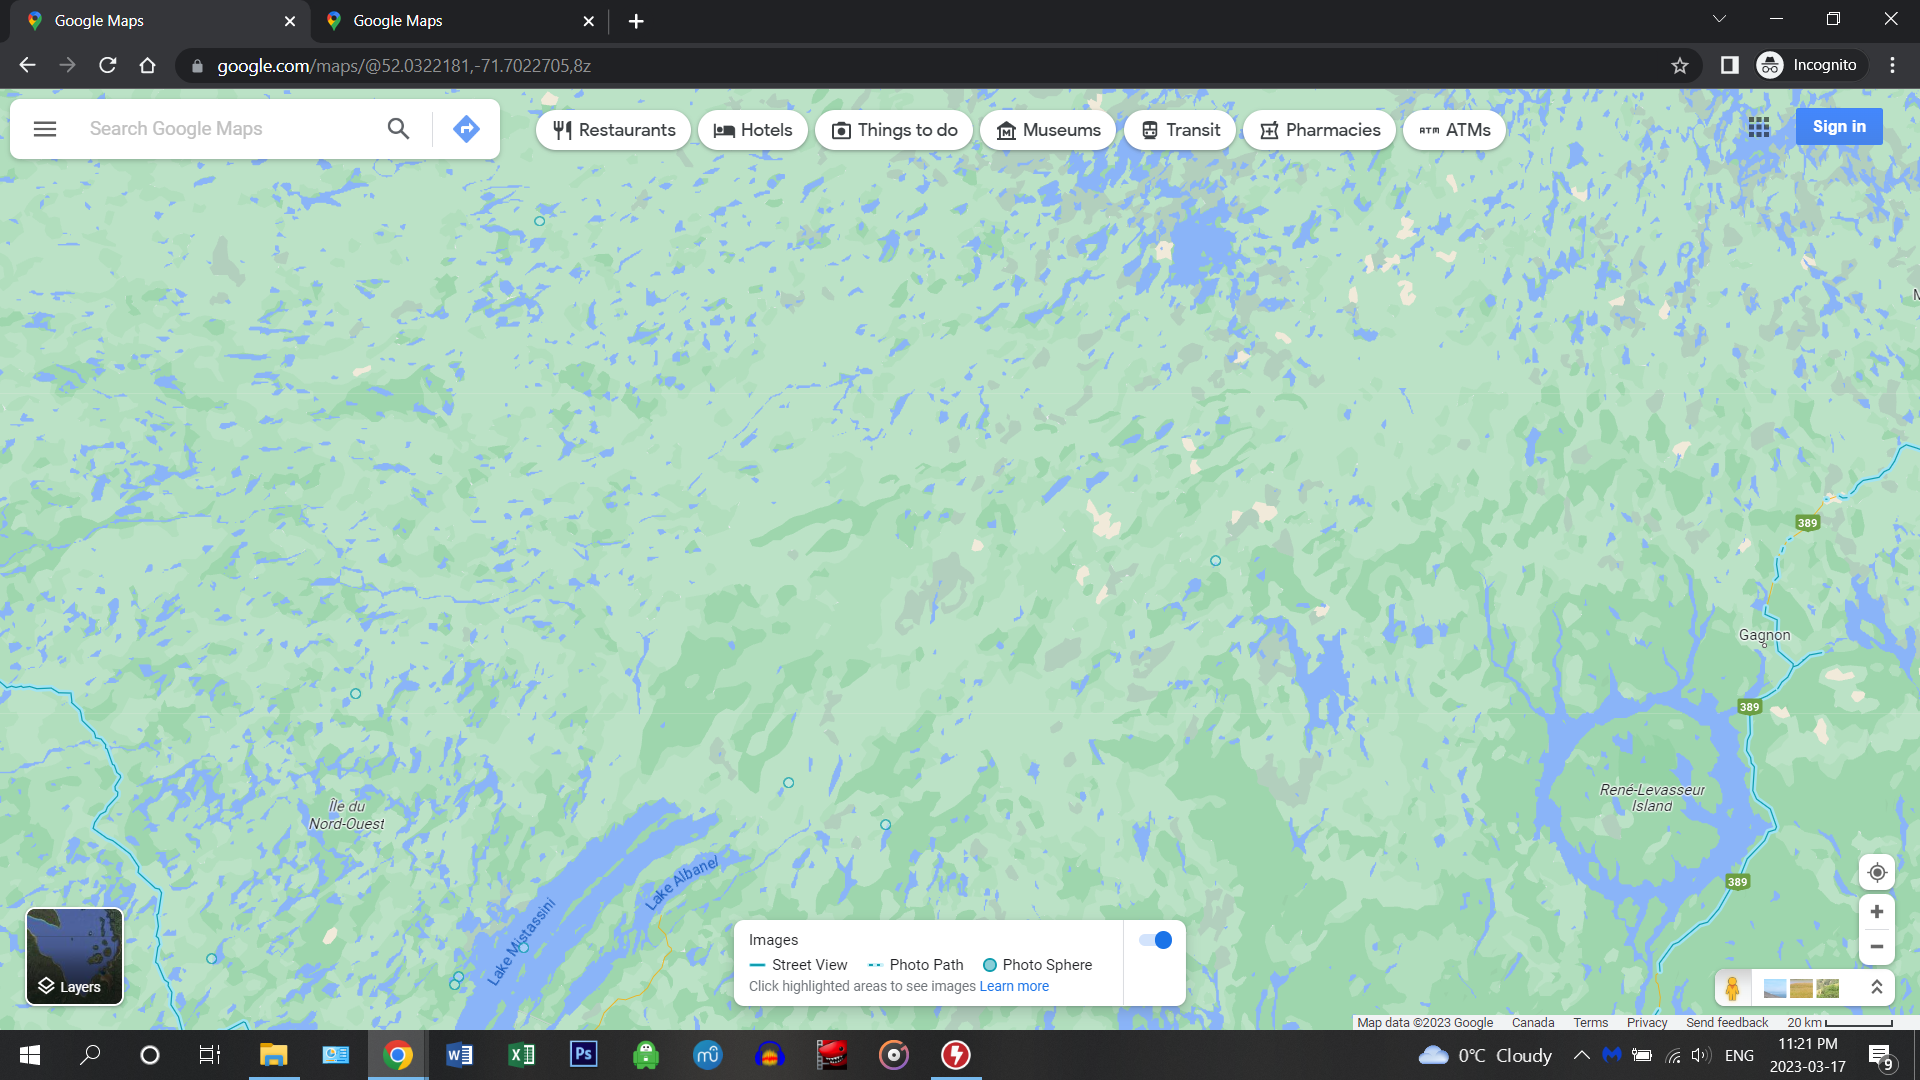 Google Maps
Google Maps
google.com/maps/@52.0322181,-71.7022705,8z
Incognito
Search Google Maps
Restaurants
Hotels
Things to do
Museums
Transit
Pharmacies
ATM ATMs
Sign in
389
Gagnon
389
René-Levasseur
Island
Île du
Nord-Ouest
Lake Albanel
Lake Mistassini
389
Layers
Images
Street View
Photo Path
Photo Sphere
Click highlighted areas to see images Learn more
Map data ©2023 Google
Canada
Terms
Privacy
Send feedback
20 km
W
X
Ps
0°C Cloudy
ENG
11:21 PM
2023-03-17
9